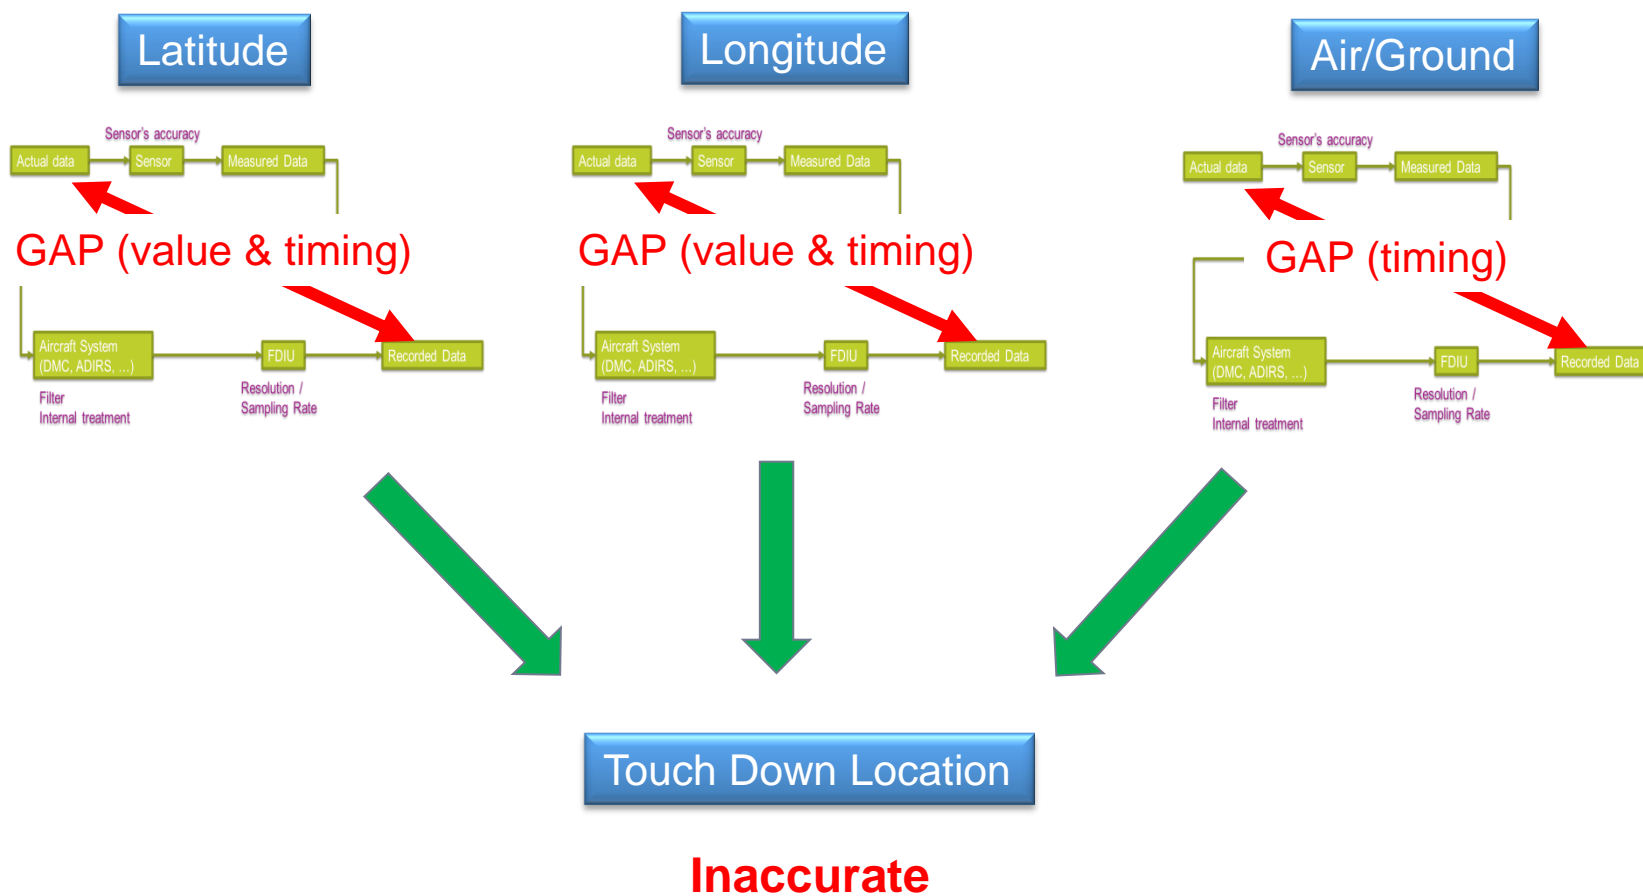 Latitude
Longitude
Air/Ground
Sensor's accuracy
Actual data
Sensor
Measured Data
GAP (value & timing)
Aircraft System
(DMC, ADIRS, ...)
FDIU
Recorded Data
Filter
Internal treatment
Resolution /
Sampling Rate
Sensor's accuracy
Actual data
Sensor
Measured Data
GAP (value & timing)
Aircraft System
(DMC, ADIRS, ...)
FDIU
Recorded Data
Filter
Internal treatment
Resolution /
Sampling Rate
Sensor's accuracy
Actual data
Sensor
Measured Data
GAP (timing)
Aircraft System
(DMC, ADIRS, ...)
FDIU
Recorded Data
Filter
Internal treatment
Resolution /
Sampling Rate
Touch Down Location
Inaccurate